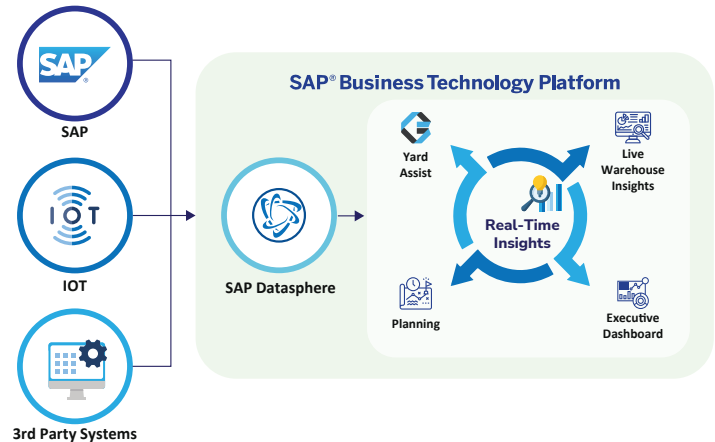 SAP®
SAP
IOT
IOT
3rd Party Systems
SAP® Business Technology Platform
SAP Datasphere
Yard
Assist
Live
Warehouse
Insights
Real-Time
Insights
Planning
Executive
Dashboard